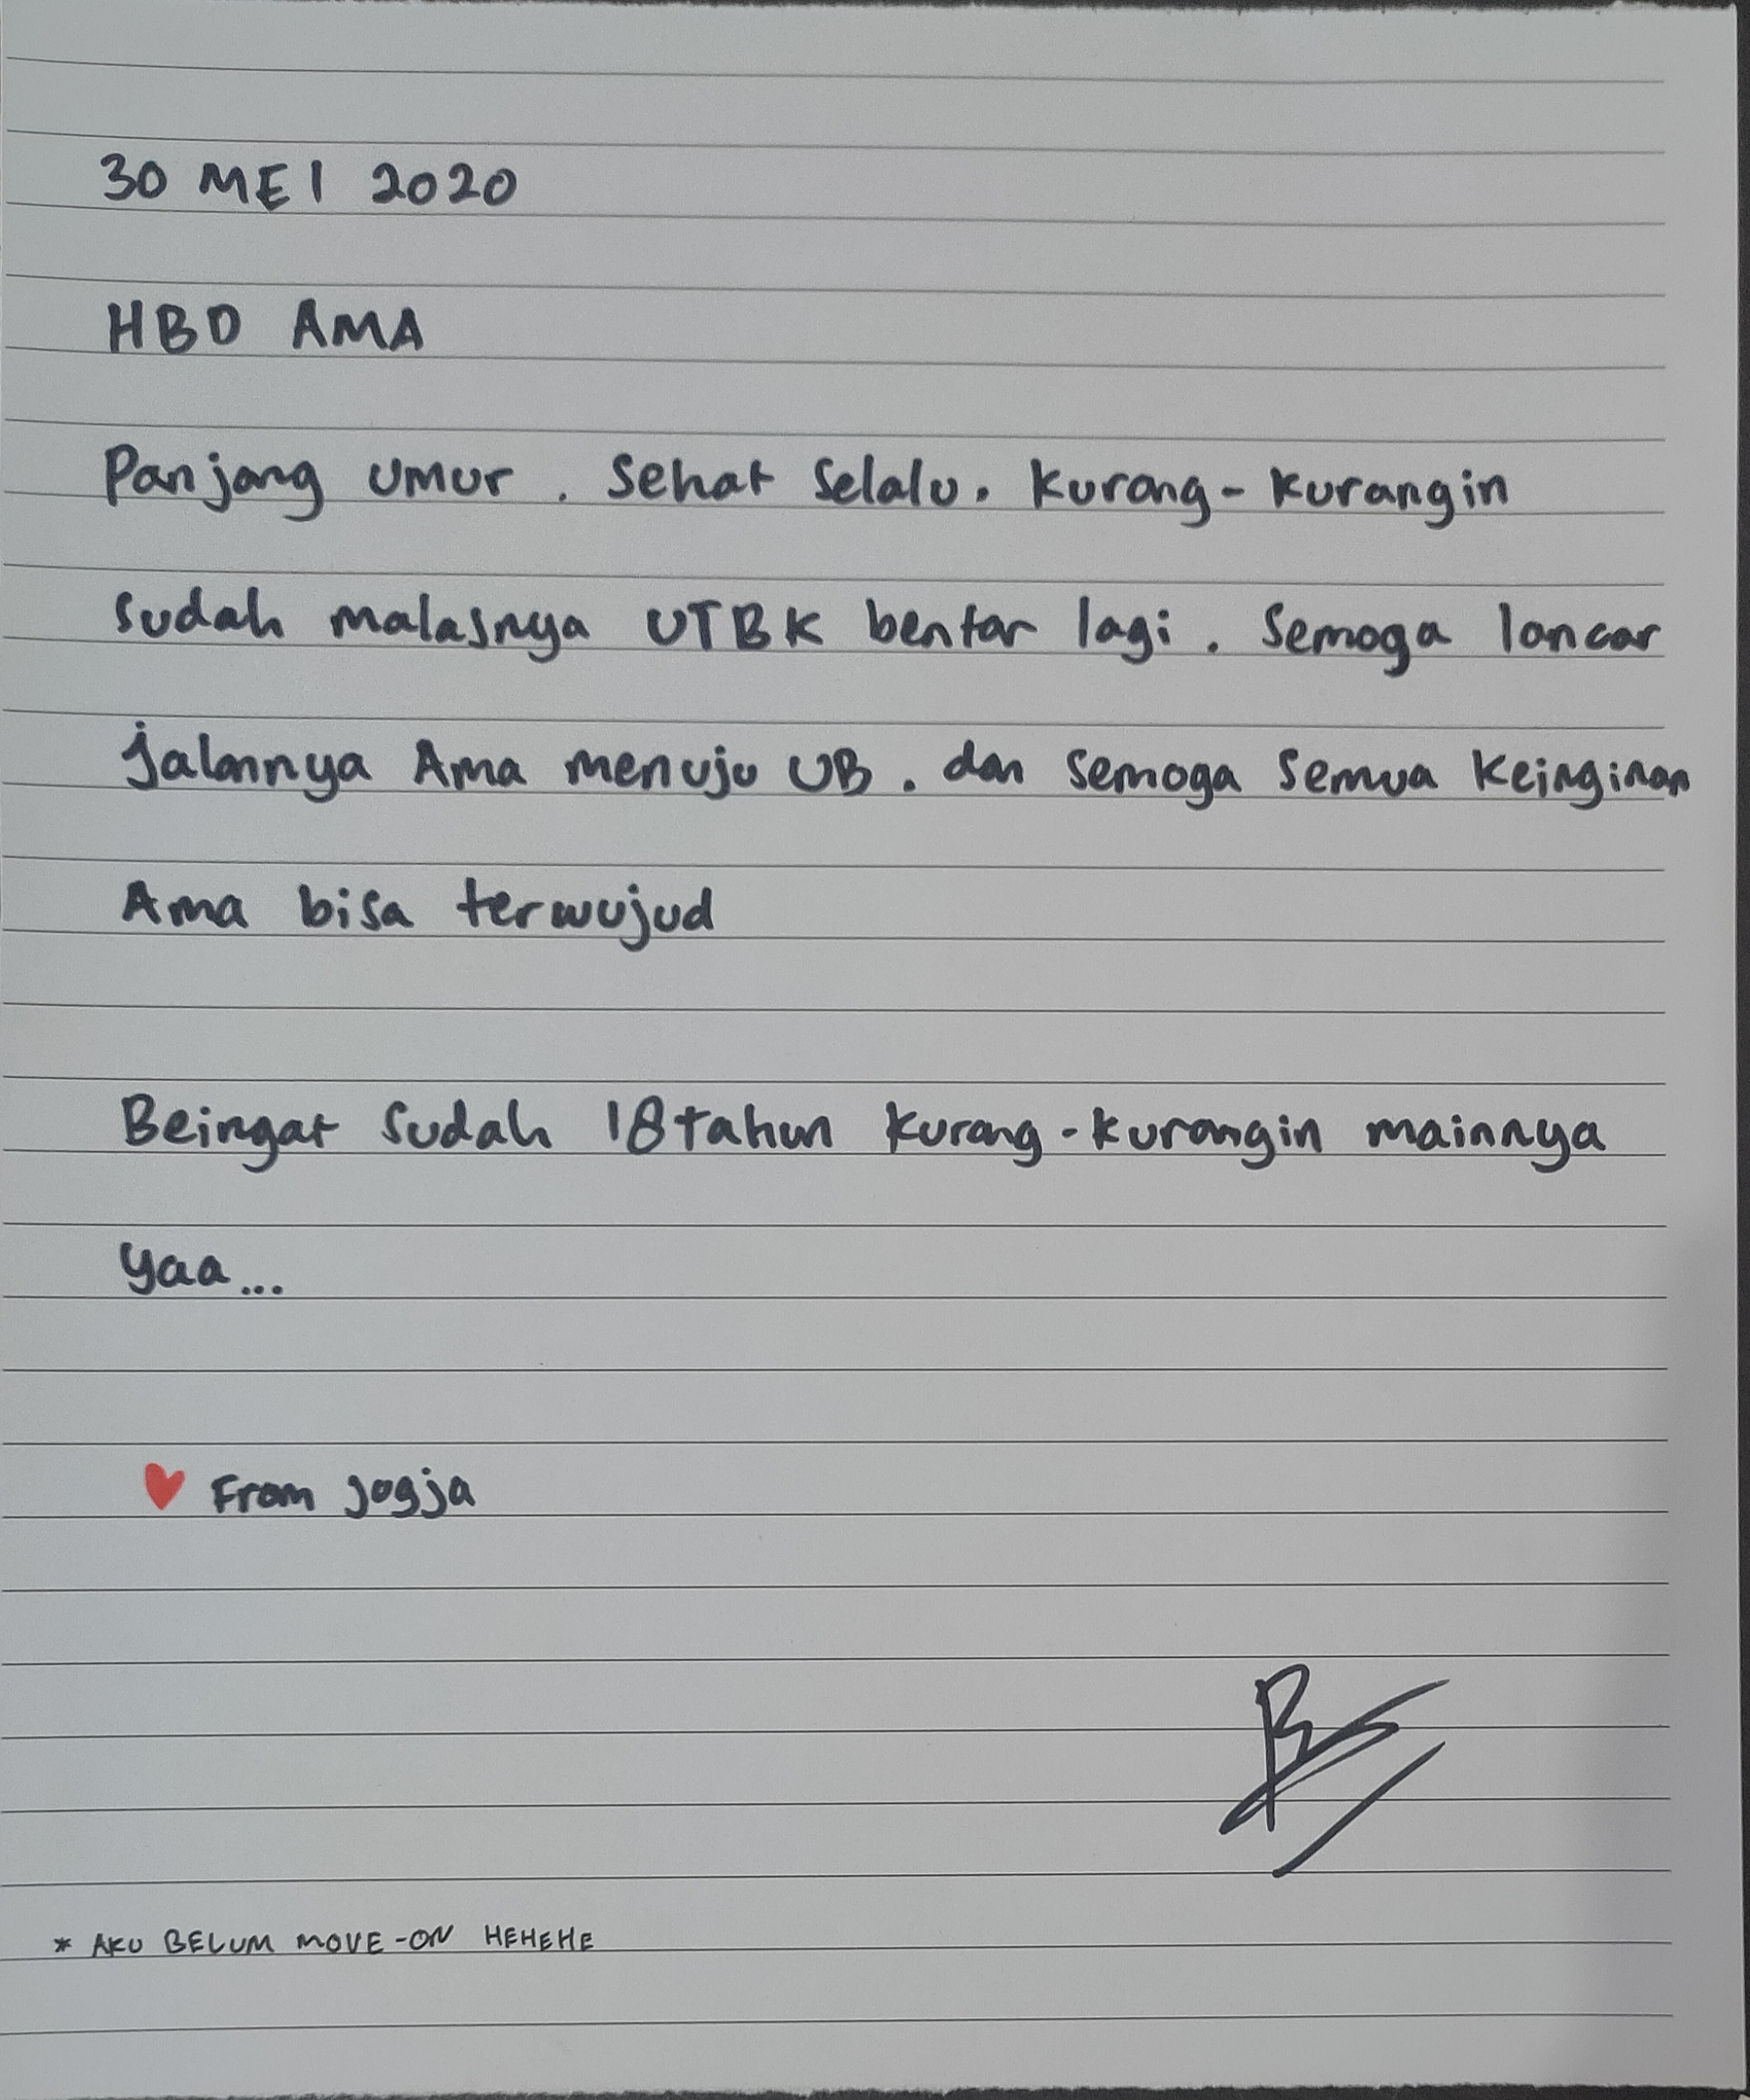 30 MEI 2020
HBD AMA
Panjang umur . Sehat Selalu. Kurang - Kurangin
sudah malasnya UTBK bentar lagi . Semoga lancar
jalannya Ama menuju UB . dan semoga semua keinginan
Ama bisa terwujud
Beingat sudah 18 tahun kurang - kurangin mainnya
yaa...
From Jogja
* AKU BELUM MOVE-ON HEHEHE